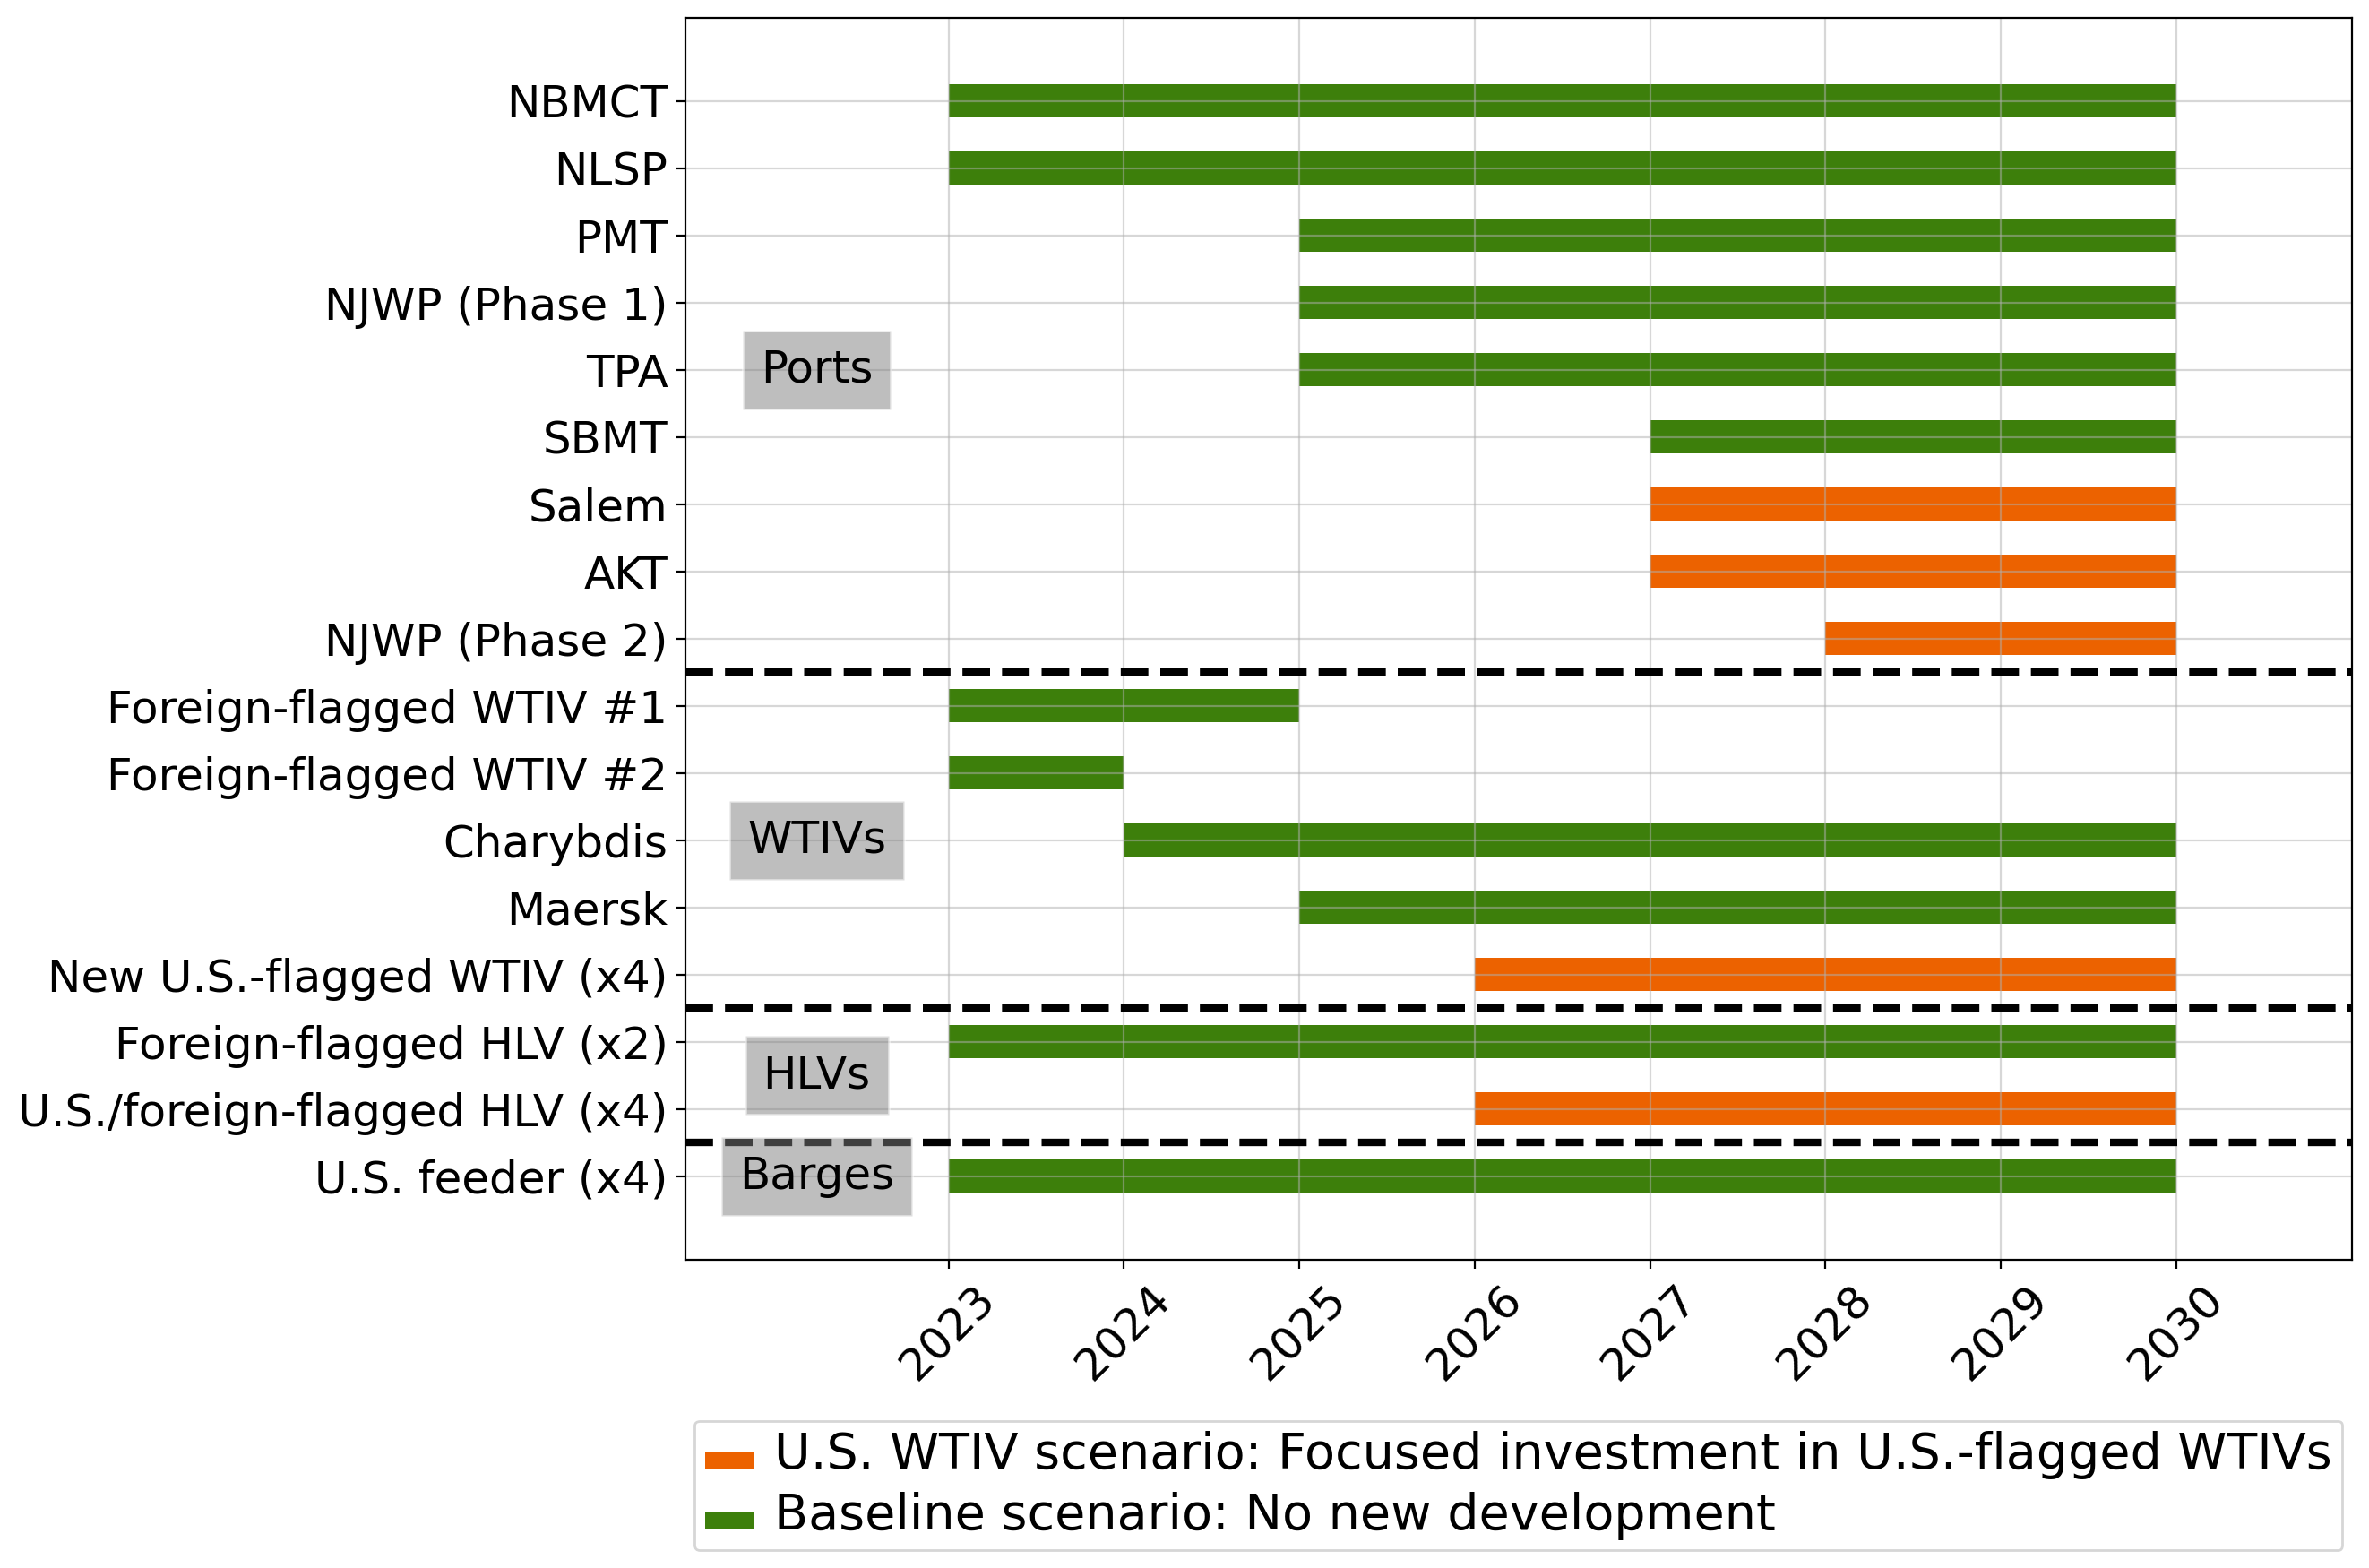 NBMCT
NLSP
PMT
NJWP (Phase 1)
Ports
TPA
SBMT
Salem
AKT
NJWP (Phase 2)
Foreign-flagged WTIV #1
Foreign-flagged WTIV #2
WTIVs
Charybdis
Maersk
New U.S.-flagged WTIV (x4)
Foreign-flagged HLV (x2)
HLVs
U.S./foreign-flagged HLV (x4)
Barges
U.S. feeder (x4)
2023
2024
2025
2026
2027
2028
2029
2030
U.S. WTIV scenario: Focused investment in U.S.-flagged WTIVs
Baseline scenario: No new development